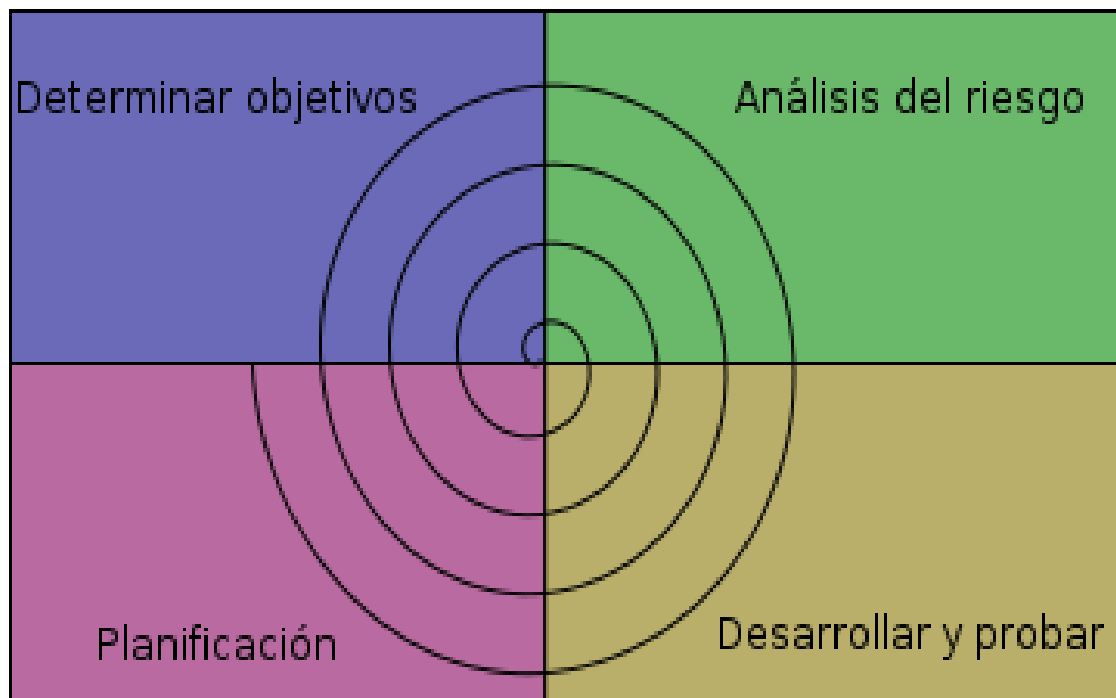 Determinar objetivos
Análisis del riesgo
Planificación
Desarrollar y probar